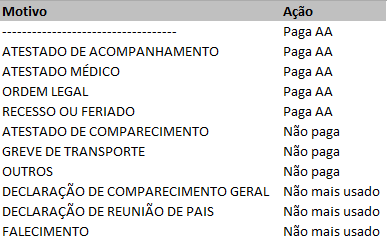 Motivo Ação
----------------------------------- Paga AA
ATESTADO DE ACOMPANHAMENTO Paga AA
ATESTADO MÉDICO Paga AA
ORDEM LEGAL Paga AA
RECESSO OU FERIADO Paga AA
ATESTADO DE COMPARECIMENTO Não paga
GREVE DE TRANSPORTE Não paga
OUTROS Não paga
DECLARAÇÃO DE COMPARECIMENTO GERAL Não mais usado
DECLARAÇÃO DE REUNIÃO DE PAIS Não mais usado
FALECIMENTO Não mais usado